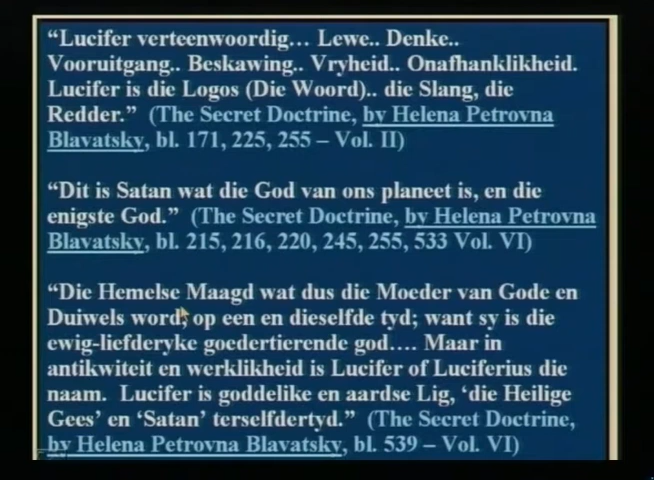 “Lucifer verteenwoordig… Lewe.. Denke..
Vooruitgang.. Beskawing.. Vryheid.. Onafhanklikheid.
Lucifer is die Logos (Die Woord).. die Slang, die
Redder.” (The Secret Doctrine, by Helena Petrovna
Blavatsky, bl. 171, 225, 255 – Vol. II)
“Dit is Satan wat die God van ons planeet is, en die
enigste God.” (The Secret Doctrine, by Helena Petrovna
Blavatsky, bl. 215, 216, 220, 245, 255, 533 Vol. VI)
“Die Hemelse Maagd wat dus die Moeder van Gode en
Duiwels word, op een en dieselfde tyd; want sy is die
ewig-liefderyke goedertierende god…. Maar in
antikwiteit en werklikheid is Lucifer of Luciferius die
naam. Lucifer is goddelike en aardse Lig, ‘die Heilige
Gees’ en ‘Satan’ terselfdertyd.” (The Secret Doctrine,
by Helena Petrovna Blavatsky, bl. 539 – Vol. VI)